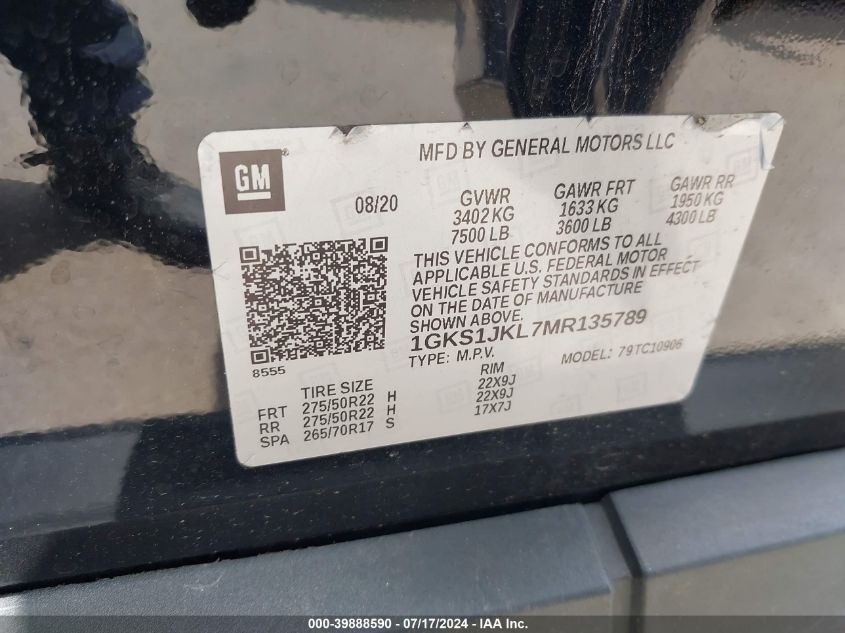 GM
MFD BY GENERAL MOTORS LLC
08/20
GVWR
3402 KG
7500 LB
GAWR FRT
1633 KG
3600 LB
GAWR RR
1950 KG
4300 LB
THIS VEHICLE CONFORMS TO ALL
APPLICABLE U.S. FEDERAL MOTOR
VEHICLE SAFETY STANDARDS IN EFFECT
ON THE DATE OF MANUFACTURE
SHOWN ABOVE.
1GKS1JKL7MR135789
TYPE: M.P.V. MODEL: 79TC10906
8555
TIRE SIZE RIM
FRT 275/50R22 H 22X9J
RR 275/50R22 H 22X9J
SPA 265/70R17 S 17X7J
000-39888590 - 07/17/2024 - IAA Inc.